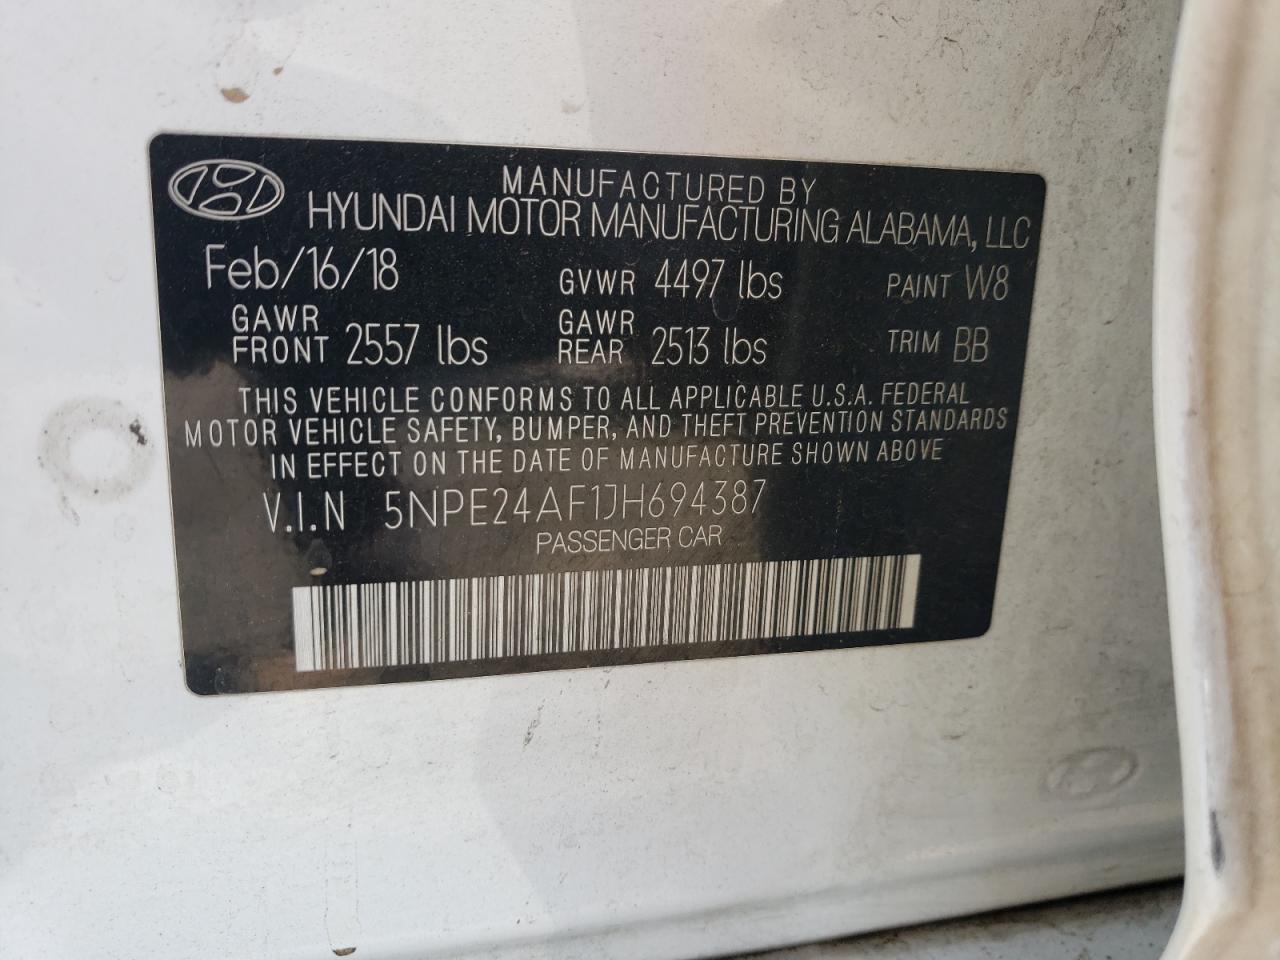 MANUFACTURED BY
HYUNDAI MOTOR MANUFACTURING ALABAMA, LLC
Feb/16/18 GVWR 4497 lbs PAINT W8
GAWR FRONT 2557 lbs GAWR REAR 2513 lbs TRIM BB
THIS VEHICLE CONFORMS TO ALL APPLICABLE U.S.A. FEDERAL
MOTOR VEHICLE SAFETY, BUMPER, AND THEFT PREVENTION STANDARDS
IN EFFECT ON THE DATE OF MANUFACTURE SHOWN ABOVE
V.I.N 5NPE24AF1JH694387
PASSENGER CAR